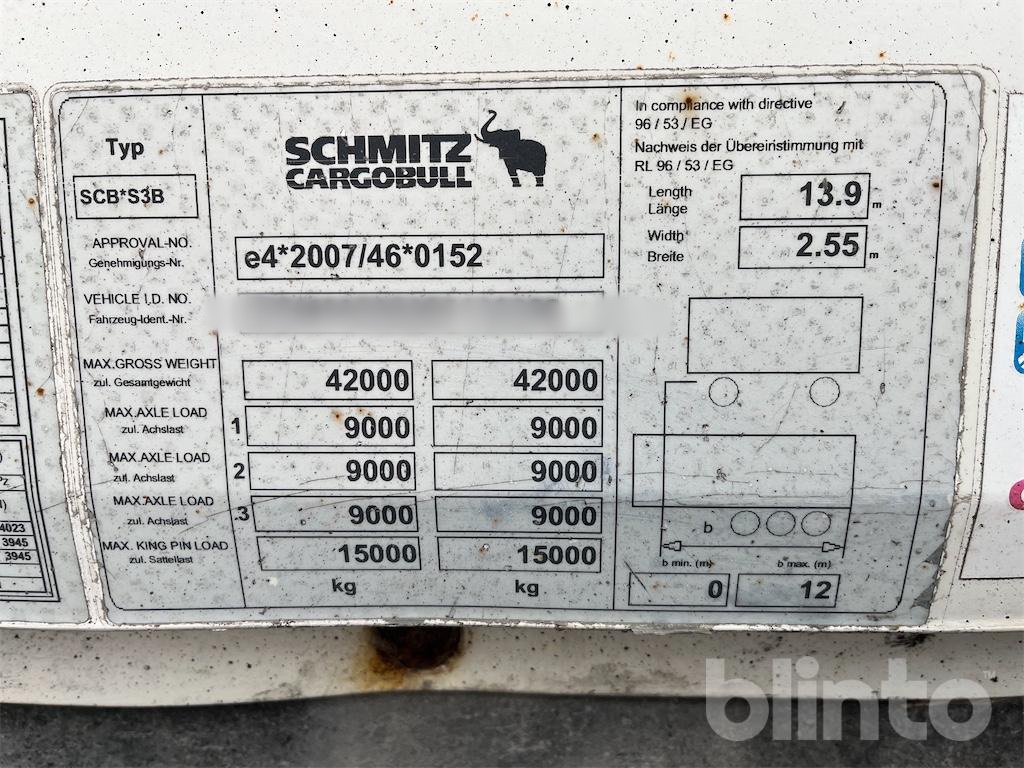 Typ
SCB*S3B
SCHMITZ
CARGOBULL
APPROVAL-NO.
Genehmigungs-Nr.
e4*2007/46*0152
VEHICLE I.D. NO.
Fahrzeug-Ident.-Nr.
MAX.GROSS WEIGHT
zul. Gesamtgewicht
42000 42000
MAX.AXLE LOAD
zul. Achslast
1 9000 9000
MAX.AXLE LOAD
zul. Achslast
2 9000 9000
MAX.AXLE LOAD
zul. Achslast
3 9000 9000
MAX. KING PIN LOAD
zul. Sattellast
15000 15000
kg kg
In compliance with directive
96 / 53 / EG
Nachweis der Übereinstimmung mit
RL 96 / 53 / EG
Length
Länge
13.9 m
Width
Breite
2.55 m
b
b min. (m) b max. (m)
0 12
4023
3945
3945
blinto